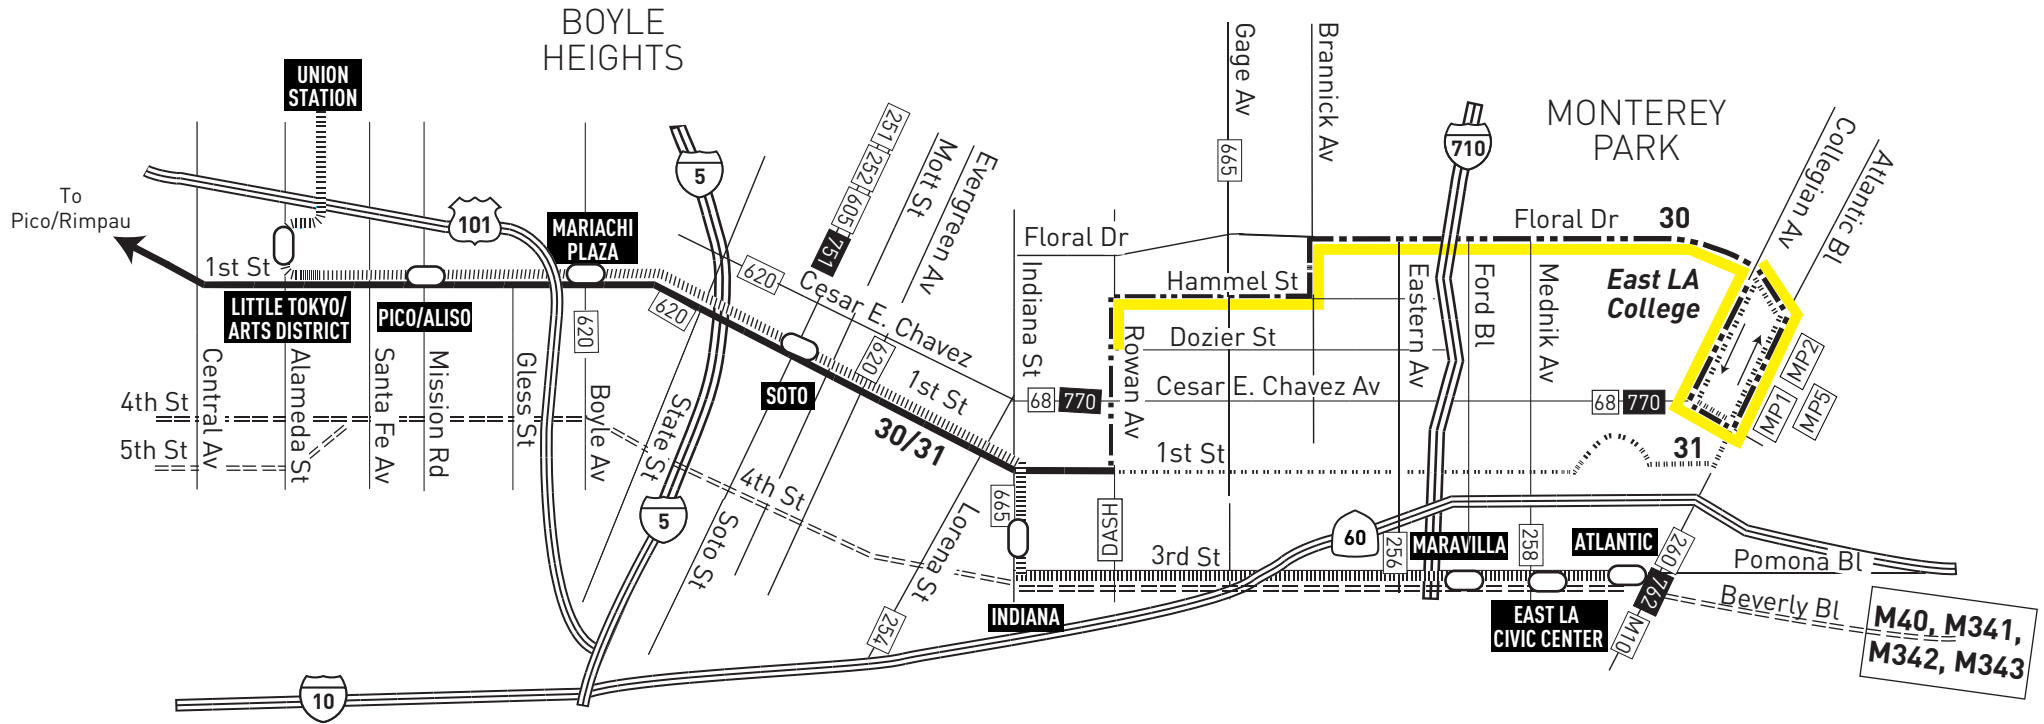 BOYLE
HEIGHTS
MONTEREY
PARK
UNION
STATION
To
Pico/Rimpau
1st St
LITTLE TOKYO/
ARTS DISTRICT
PICO/ALISO
MARIACHI
PLAZA
101
5
620
620
620
620
251
252
605
751
Mott St
Evergreen Av
Cesar E. Chavez
SOTO
1st St
30/31
4th St
5th St
Central Av
Alameda St
Santa Fe Av
Mission Rd
Gless St
Boyle Av
State St
5
Soto St
4th St
Lorena St
254
10
Gage Av
Brannick Av
665
Floral Dr
Indiana St
Hammel St
Rowan Av
Dozier St
68
770
Cesar E. Chavez Av
1st St
665
DASH
3rd St
INDIANA
60
710
Floral Dr
30
Eastern Av
Ford Bl
Mednik Av
East LA
College
Collegian Av
Atlantic Bl
68
770
MP1
MP2
MP5
31
256
MARAVILLA
258
ATLANTIC
EAST LA
CIVIC CENTER
260
762
M10
Pomona Bl
Beverly Bl
M40, M341,
M342, M343